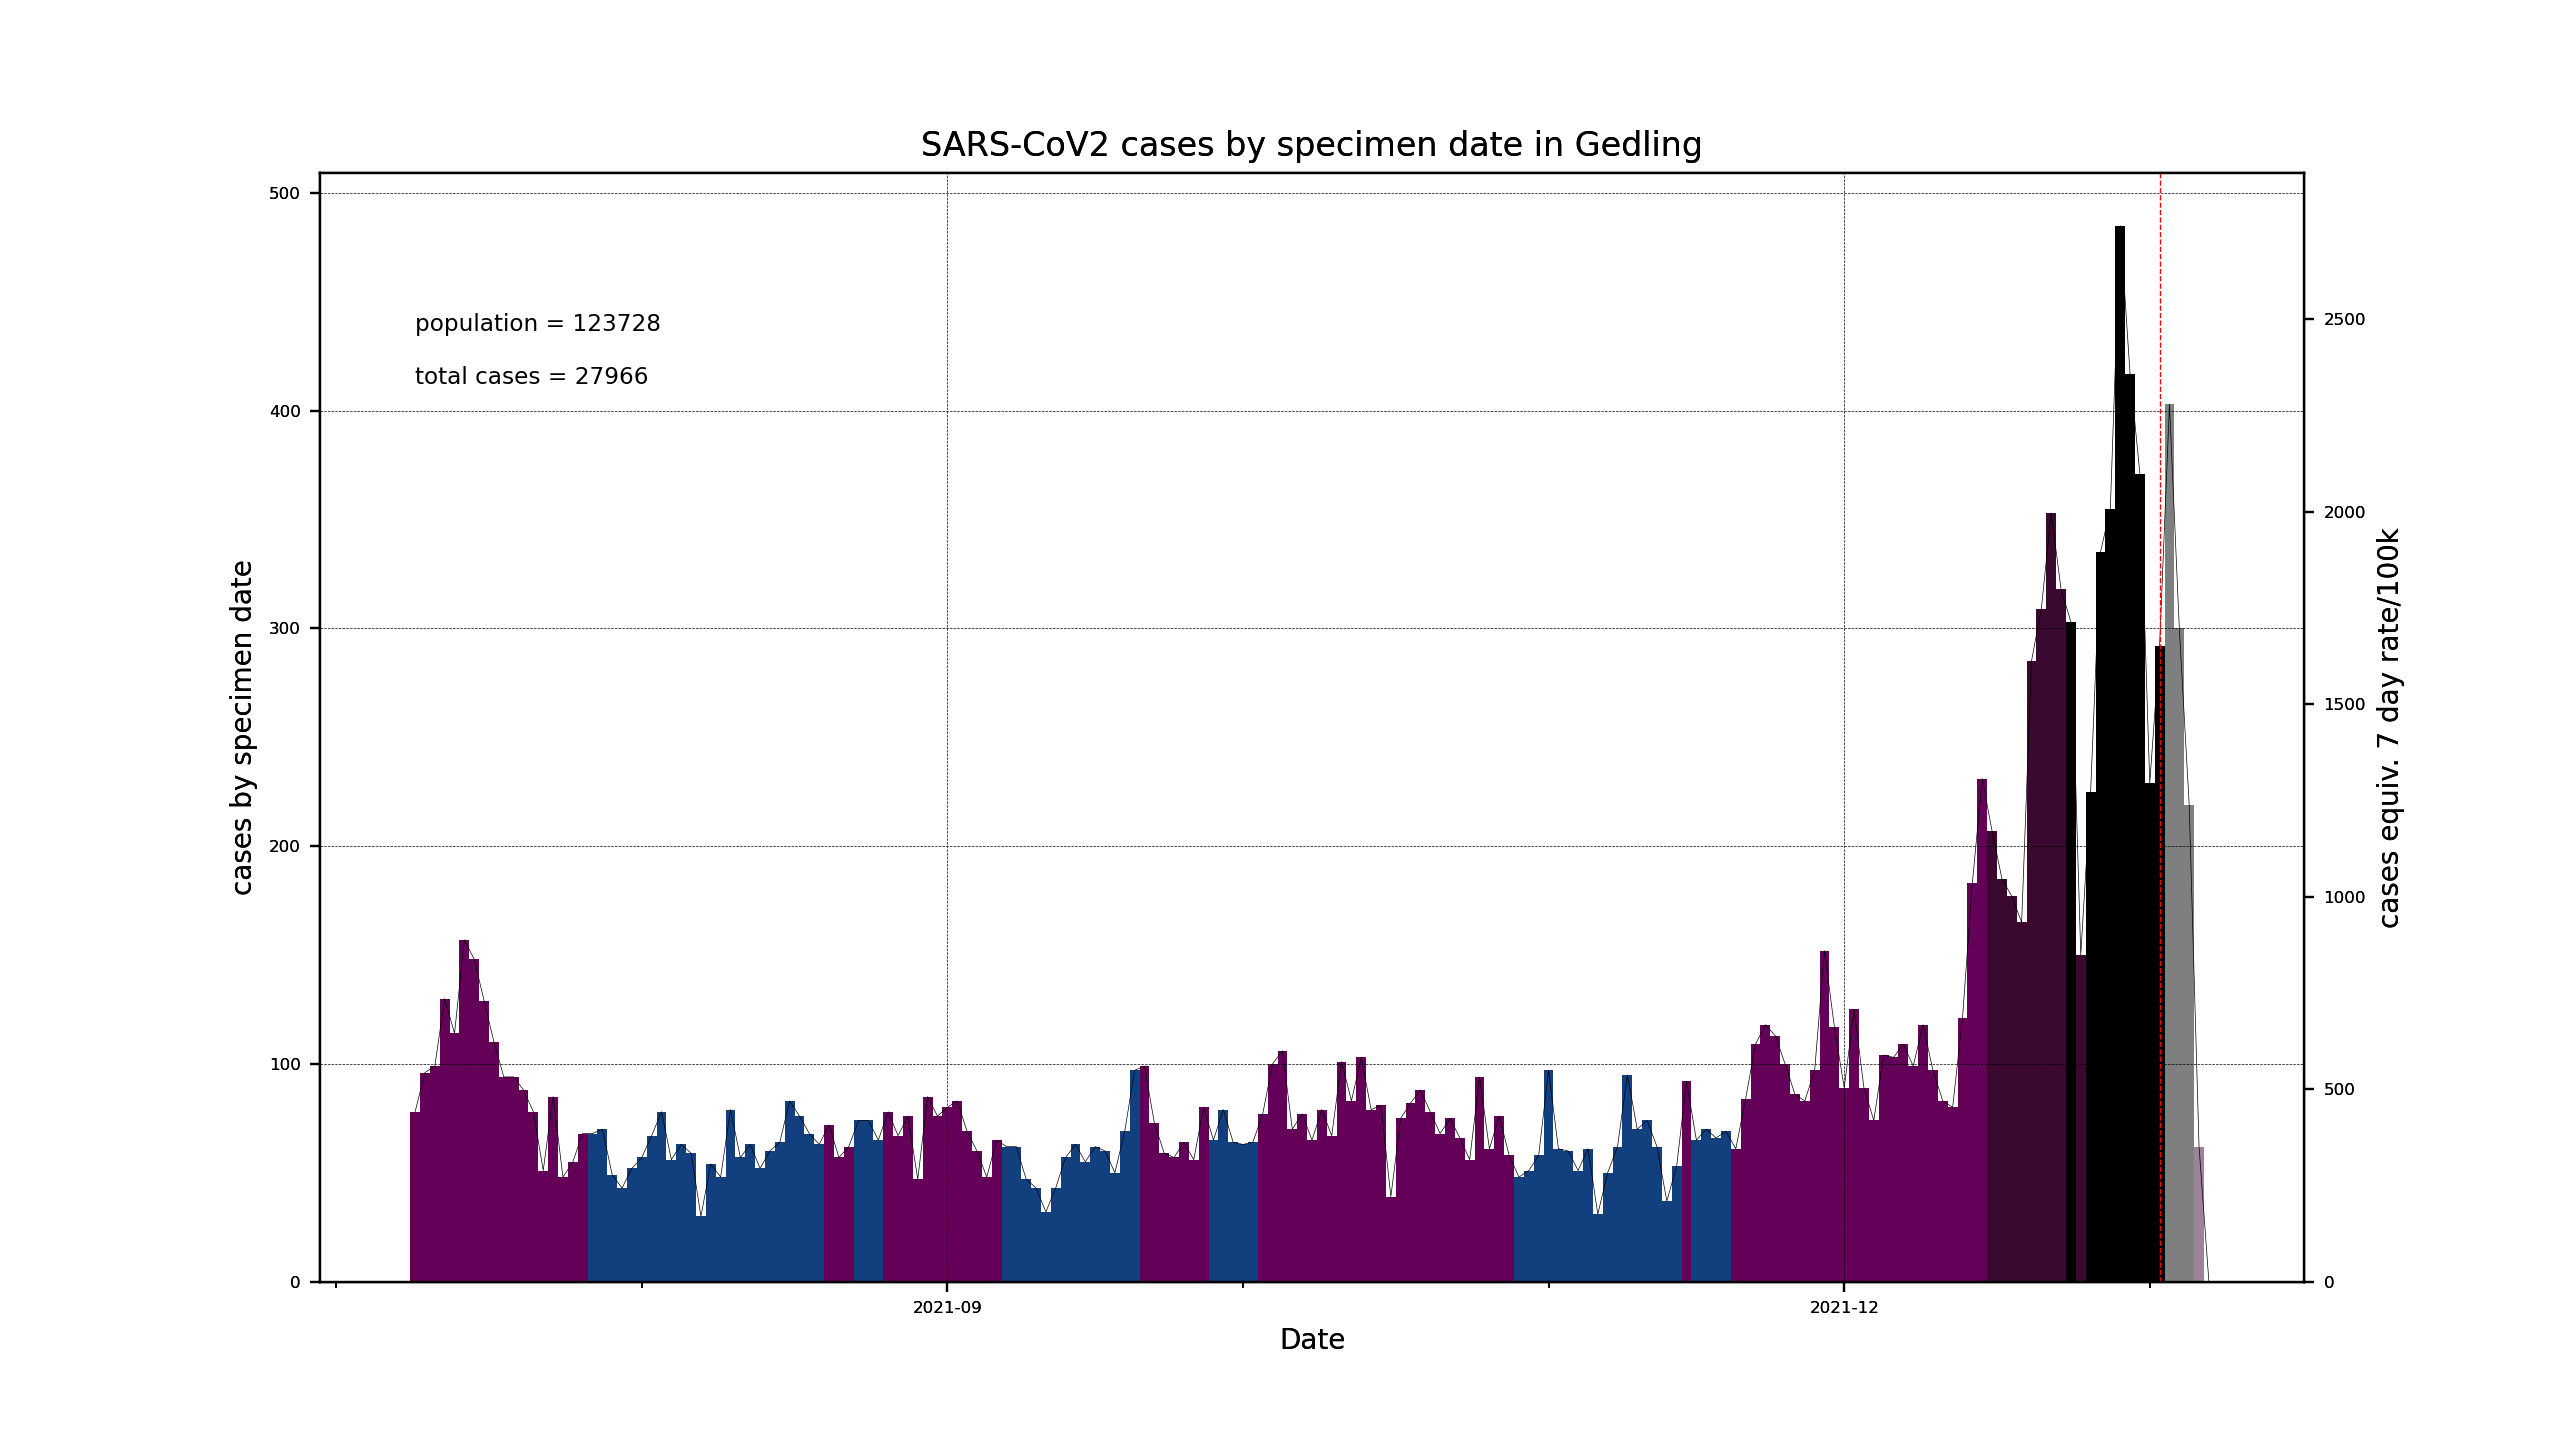 SARS-CoV2 cases by specimen date in Gedling
population = 123728
total cases = 27966
cases by specimen date
500
400
300
200
100
0
2500
2000
1500
1000
500
0
cases equiv. 7 day rate/100k
2021-09
2021-12
Date